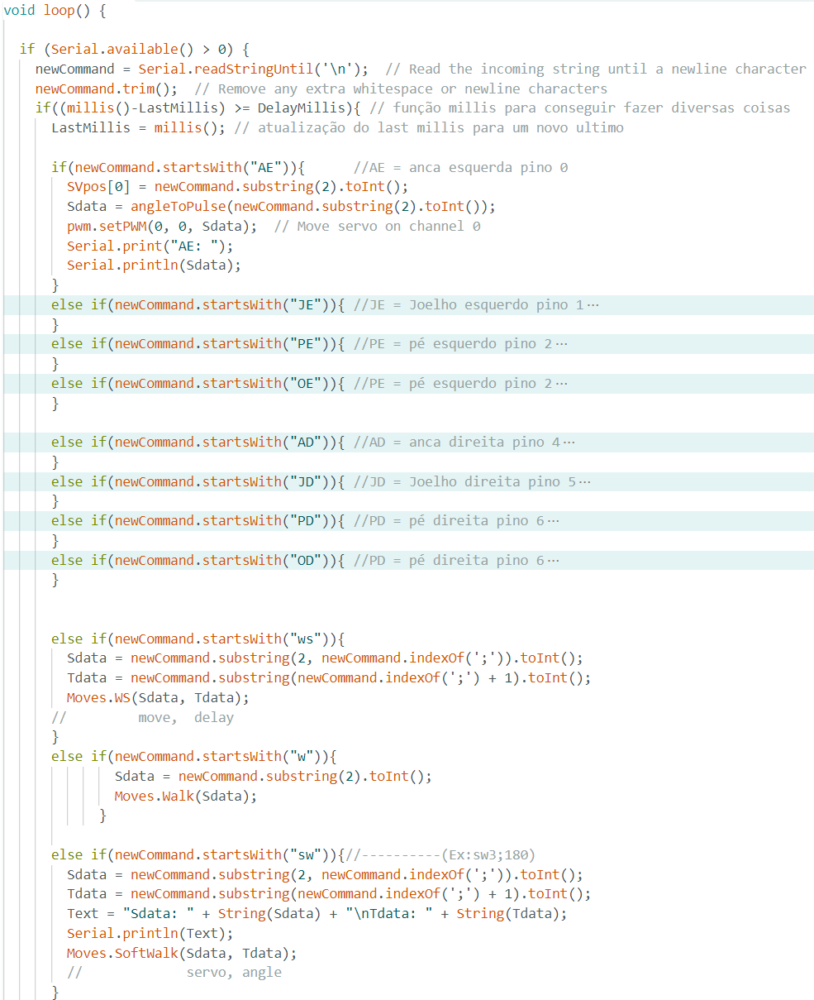 void loop() {
if (Serial.available() > 0) {
newCommand = Serial.readStringUntil('\n');  // Read the incoming string until a newline character
newCommand.trim();  // Remove any extra whitespace or newline characters
if((millis()-LastMillis) >= DelayMillis){ // função millis para conseguir fazer diversas coisas
LastMillis = millis(); // atualização do last millis para um novo ultimo
if(newCommand.startsWith("AE")){      //AE = anca esquerda pino 0
SVpos[0] = newCommand.substring(2).toInt();
Sdata = angleToPulse(newCommand.substring(2).toInt());
pwm.setPWM(0, 0, Sdata);  // Move servo on channel 0
Serial.print("AE: ");
Serial.println(Sdata);
}
else if(newCommand.startsWith("JE")){ //JE = Joelho esquerdo pino 1···
}
else if(newCommand.startsWith("PE")){ //PE = pé esquerdo pino 2···
}
else if(newCommand.startsWith("OE")){ //PE = pé esquerdo pino 2···
}
else if(newCommand.startsWith("AD")){ //AD = anca direita pino 4···
}
else if(newCommand.startsWith("JD")){ //JD = Joelho direita pino 5···
}
else if(newCommand.startsWith("PD")){ //PD = pé direita pino 6···
}
else if(newCommand.startsWith("OD")){ //PD = pé direita pino 6···
}
else if(newCommand.startsWith("ws")){
Sdata = newCommand.substring(2, newCommand.indexOf(';')).toInt();
Tdata = newCommand.substring(newCommand.indexOf(';') + 1).toInt();
Moves.WS(Sdata, Tdata);
//         move,  delay
}
else if(newCommand.startsWith("w")){
Sdata = newCommand.substring(2).toInt();
Moves.Walk(Sdata);
}
else if(newCommand.startsWith("sw")){//----------(Ex:sw3;180)
Sdata = newCommand.substring(2, newCommand.indexOf(';')).toInt();
Tdata = newCommand.substring(newCommand.indexOf(';') + 1).toInt();
Text = "Sdata: " + String(Sdata) + "\nTdata: " + String(Tdata);
Serial.println(Text);
Moves.SoftWalk(Sdata, Tdata);
//             servo, angle
}